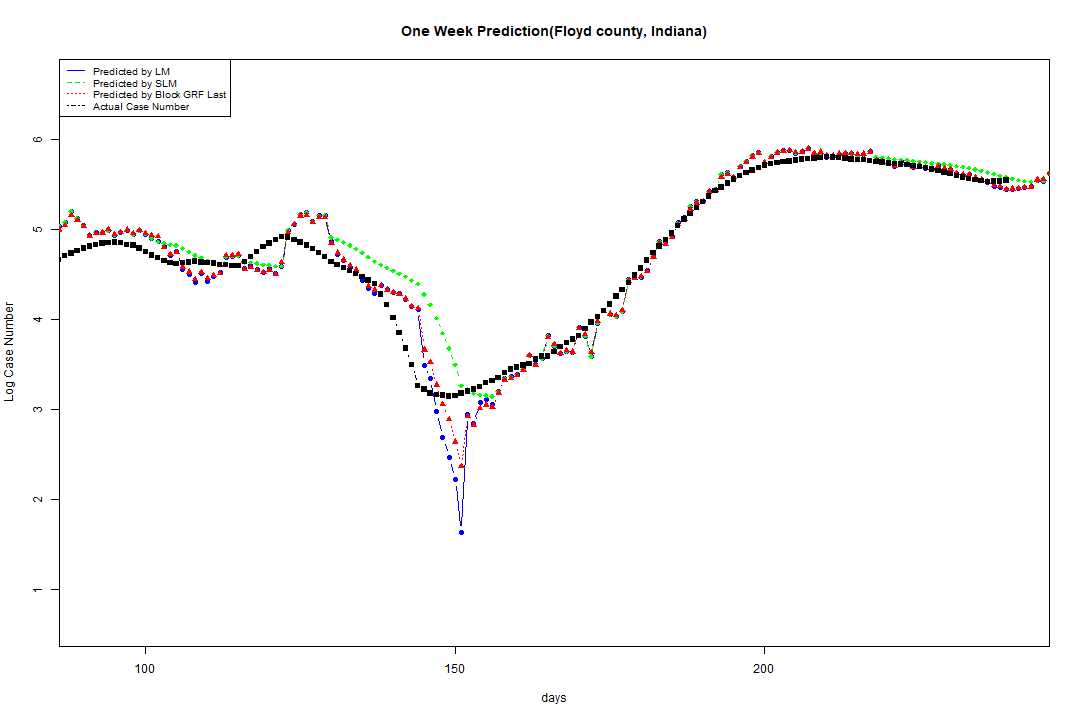 One Week Prediction(Floyd county, Indiana)
Predicted by LM
Predicted by SLM
Predicted by Block GRF Last
Actual Case Number
6
5
4
3
2
1
Log Case Number
100 150 200
days